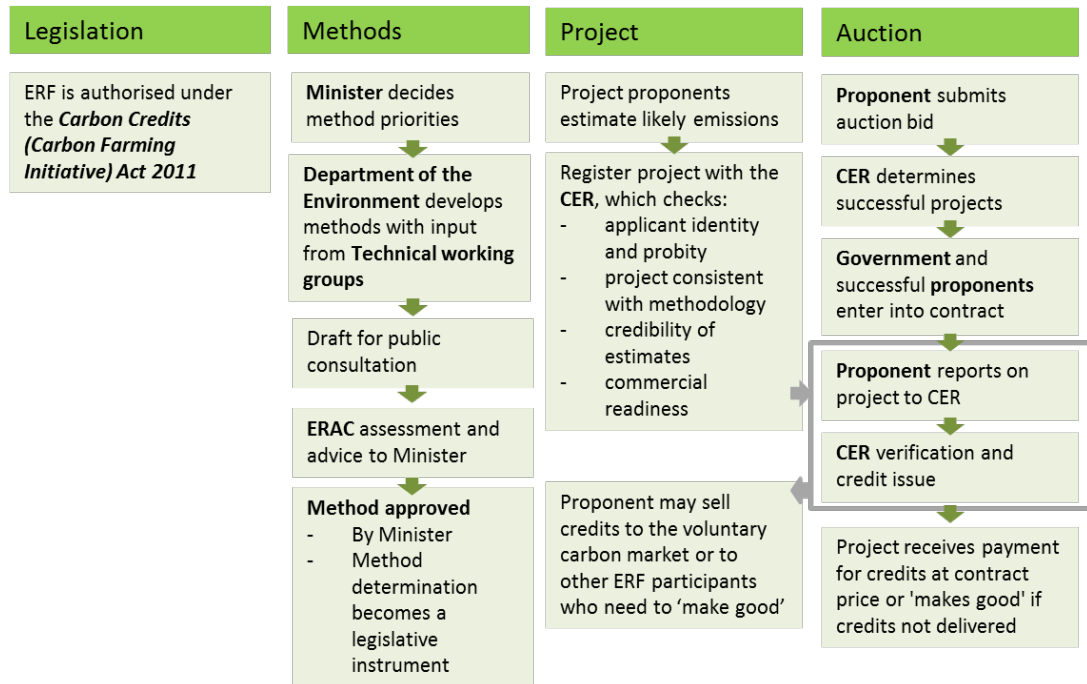 Legislation
ERF is authorised under
the Carbon Credits
(Carbon Farming
Initiative) Act 2011
Methods
Minister decides
method priorities
Department of the
Environment develops
methods with input
from Technical working
groups
Draft for public
consultation
ERAC assessment and
advice to Minister
Method approved
- By Minister
- Method
determination
becomes a
legislative
instrument
Project
Project proponents
estimate likely emissions
Register project with the
CER, which checks:
- applicant identity
and probity
- project consistent
with methodology
- credibility of
estimates
- commercial
readiness
Proponent may sell
credits to the voluntary
carbon market or to
other ERF participants
who need to ‘make good’
Auction
Proponent submits
auction bid
CER determines
successful projects
Government and
successful proponents
enter into contract
Proponent reports on
project to CER
CER verification and
credit issue
Project receives payment
for credits at contract
price or 'makes good' if
credits not delivered